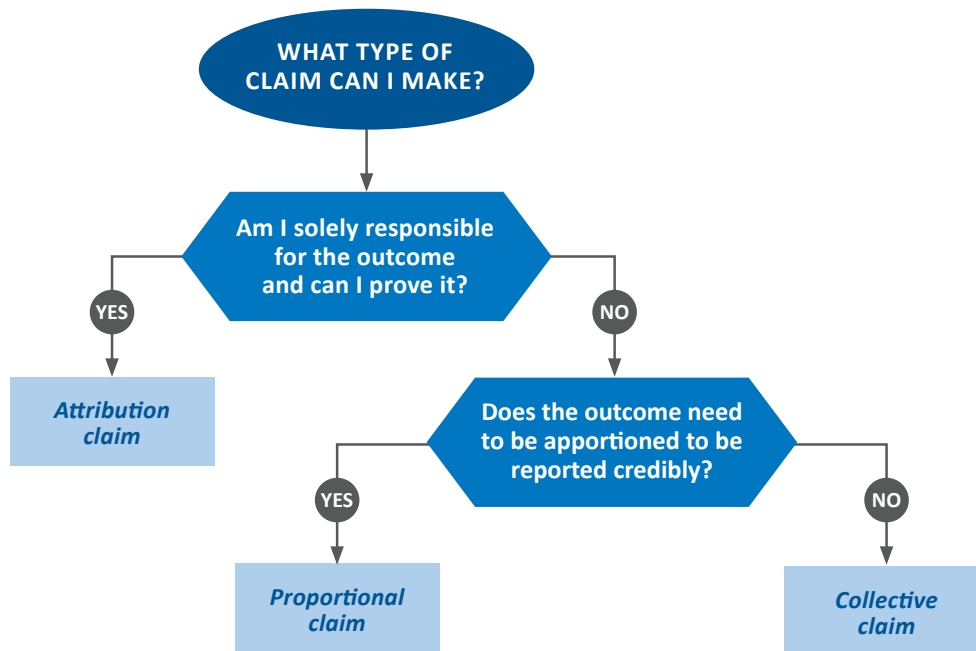 WHAT TYPE OF
CLAIM CAN I MAKE?
Am I solely responsible
for the outcome
and can I prove it?
YES
NO
Attribution
claim
Does the outcome need
to be apportioned to be
reported credibly?
YES
NO
Proportional
claim
Collective
claim